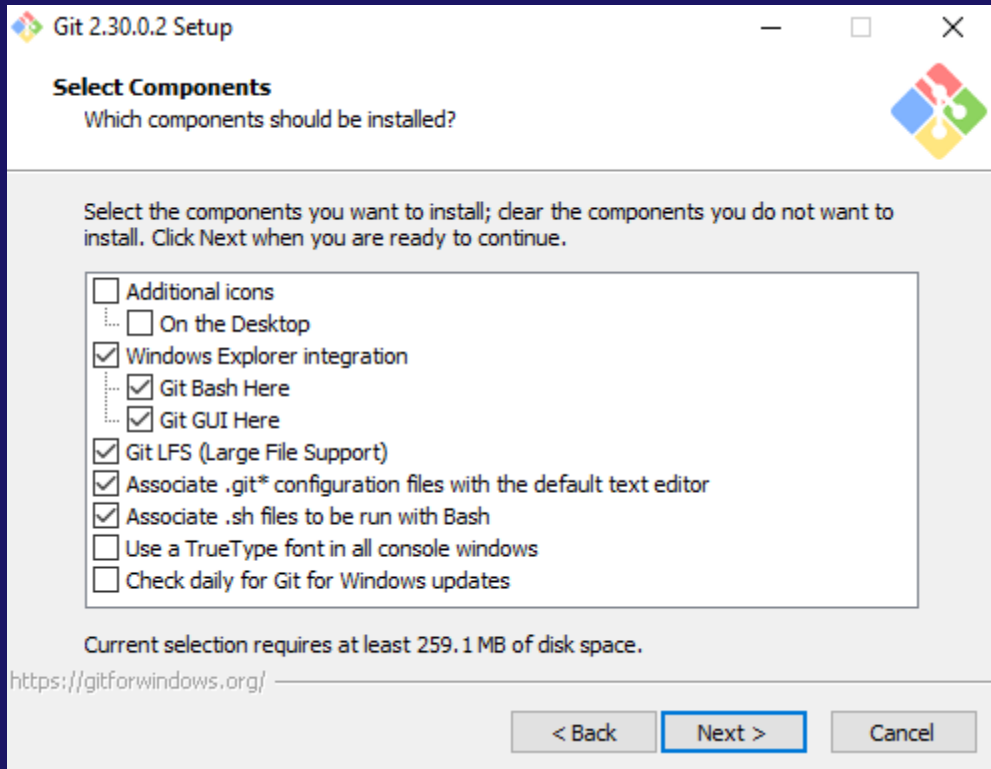 Git 2.30.0.2 Setup
Select Components
Which components should be installed?
Select the components you want to install; clear the components you do not want to
install. Click Next when you are ready to continue.
Additional icons
On the Desktop
Windows Explorer integration
Git Bash Here
Git GUI Here
Git LFS (Large File Support)
Associate .git* configuration files with the default text editor
Associate .sh files to be run with Bash
Use a TrueType font in all console windows
Check daily for Git for Windows updates
Current selection requires at least 259.1 MB of disk space.
https://gitforwindows.org/
< Back Next > Cancel